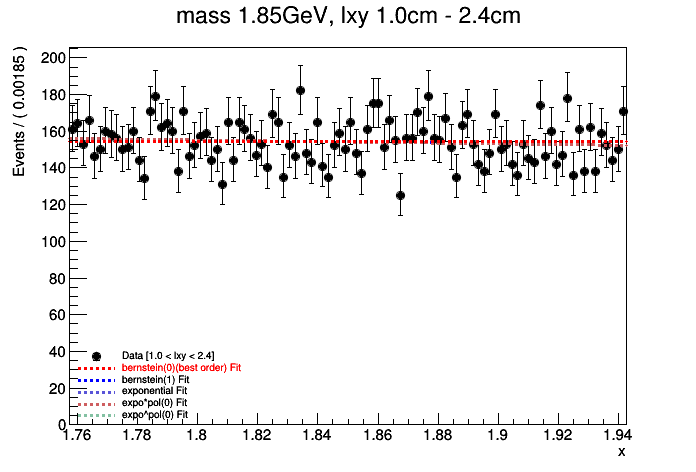 mass 1.85GeV, lxy 1.0cm - 2.4cm
Events / ( 0.00185 )
200
180
160
140
120
100
80
60
40
20
0
Data [1.0 < lxy < 2.4]
bernstein(0)(best order) Fit
bernstein(1) Fit
exponential Fit
expo*pol(0) Fit
expo^pol(0) Fit
1.76 1.78 1.8 1.82 1.84 1.86 1.88 1.9 1.92 1.94
x